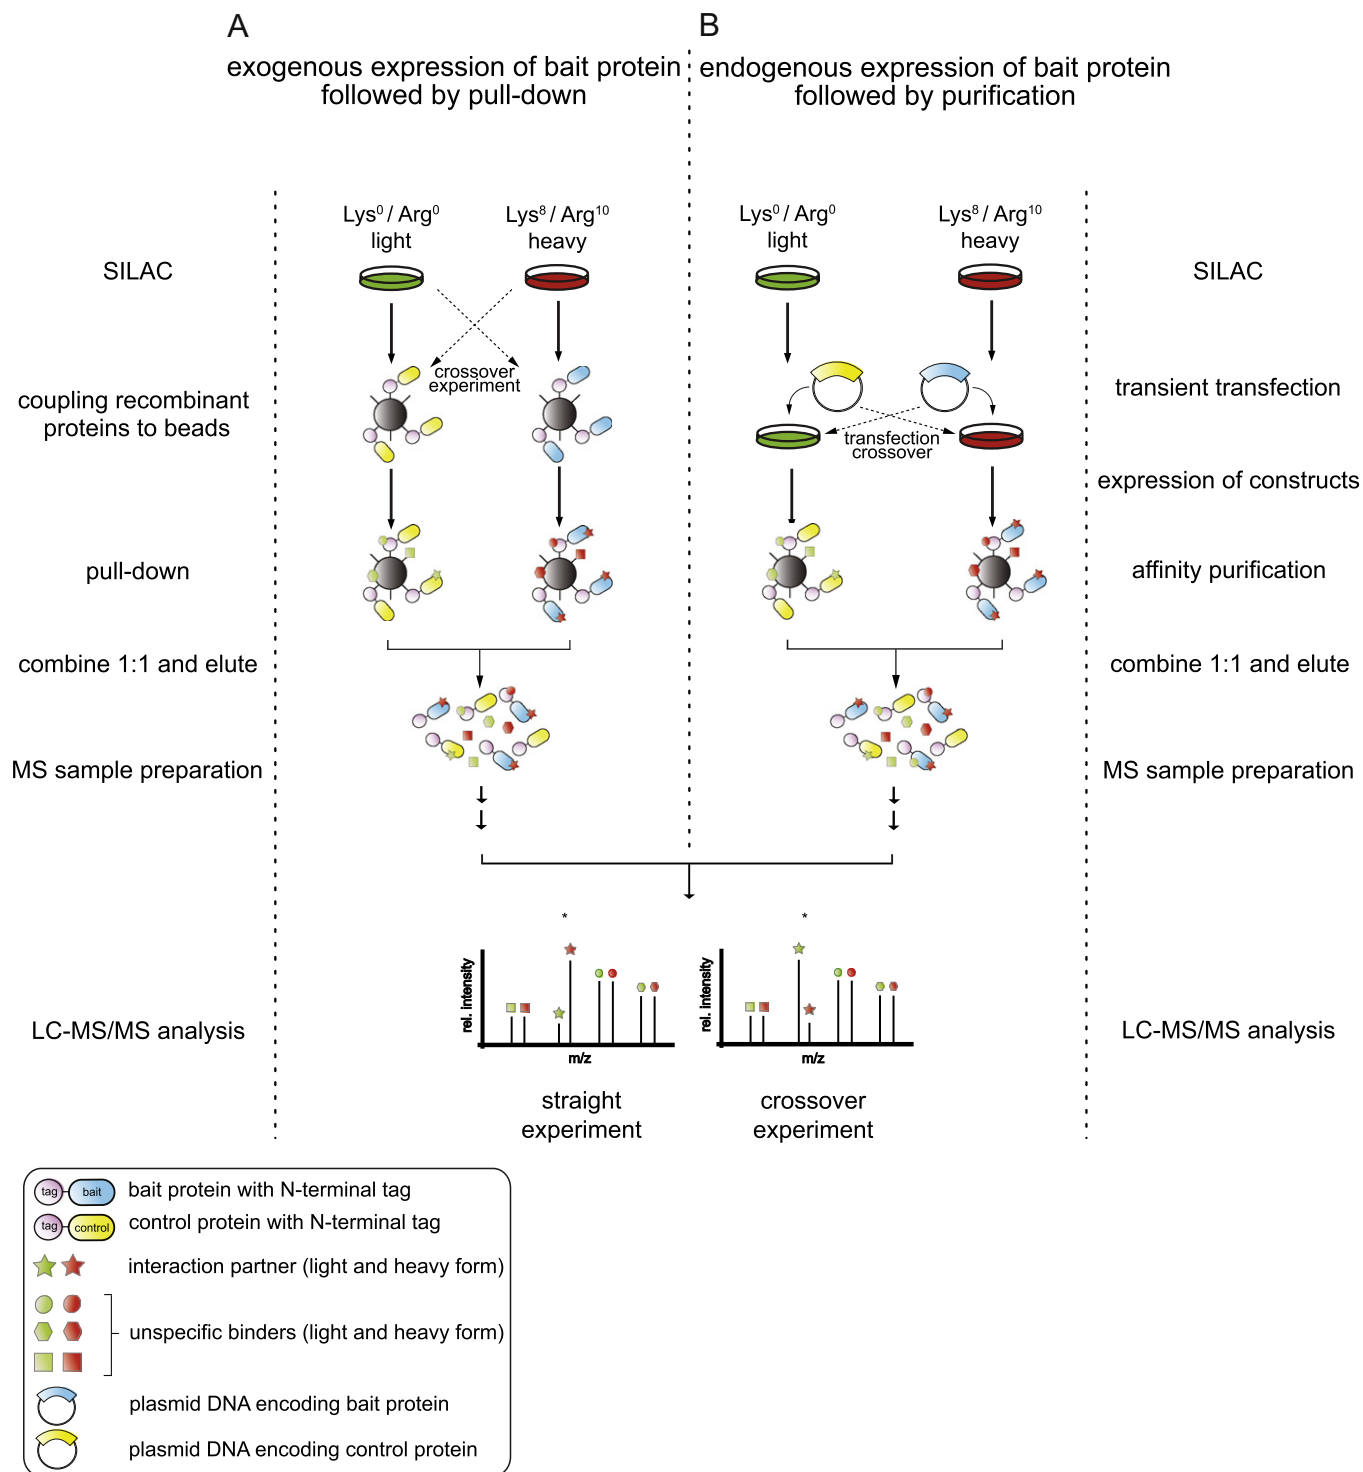 A
B
exogenous expression of bait protein
followed by pull-down
endogenous expression of bait protein
followed by purification
Lys⁰ / Arg⁰
light
Lys⁸ / Arg¹⁰
heavy
Lys⁰ / Arg⁰
light
Lys⁸ / Arg¹⁰
heavy
SILAC
SILAC
crossover
experiment
coupling recombinant
proteins to beads
transient transfection
transfection
crossover
expression of constructs
pull-down
affinity purification
combine 1:1 and elute
combine 1:1 and elute
MS sample preparation
MS sample preparation
*
*
rel. intensity
m/z
rel. intensity
m/z
LC-MS/MS analysis
LC-MS/MS analysis
straight
experiment
crossover
experiment
tag bait bait protein with N-terminal tag
tag control control protein with N-terminal tag
interaction partner (light and heavy form)
unspecific binders (light and heavy form)
plasmid DNA encoding bait protein
plasmid DNA encoding control protein